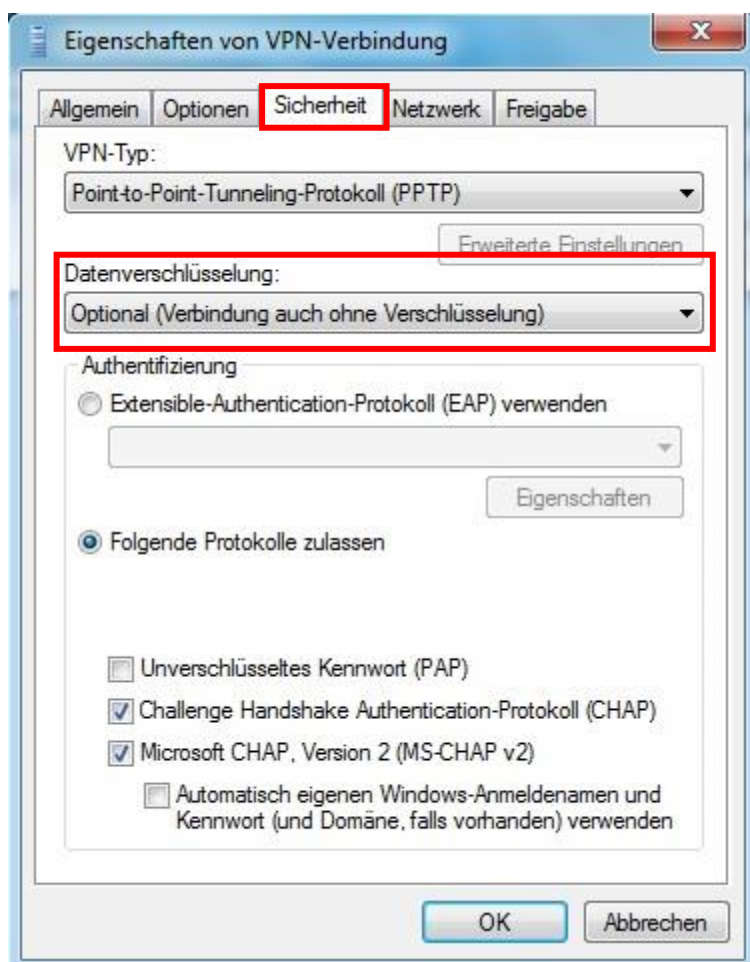 Eigenschaften von VPN-Verbindung
x
Allgemein Optionen Sicherheit Netzwerk Freigabe
VPN-Typ:
Point-to-Point-Tunneling-Protokoll (PPTP)
Erweiterte Einstellungen
Datenverschlüsselung:
Optional (Verbindung auch ohne Verschlüsselung)
Authentifizierung
Extensible-Authentication-Protokoll (EAP) verwenden
Eigenschaften
Folgende Protokolle zulassen
Unverschlüsseltes Kennwort (PAP)
Challenge Handshake Authentication-Protokoll (CHAP)
Microsoft CHAP, Version 2 (MS-CHAP v2)
Automatisch eigenen Windows-Anmeldenamen und
Kennwort (und Domäne, falls vorhanden) verwenden
OK Abbrechen